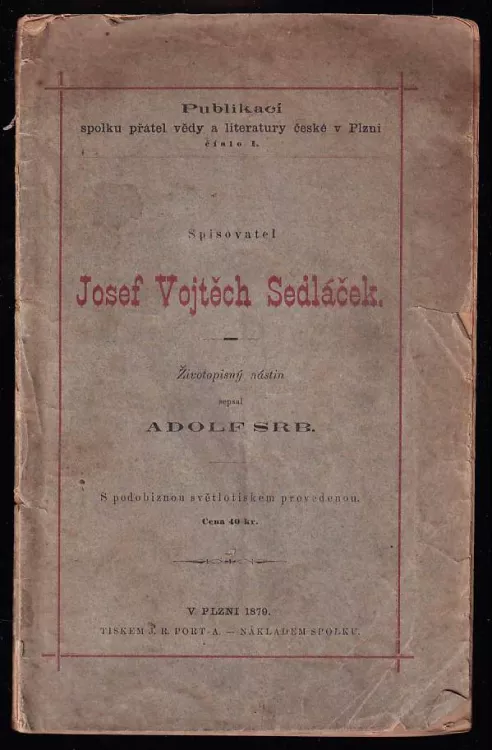 Publikací
spolku přátel vědy a literatury české v Plzni
číslo I.
Spisovatel
Josef Vojtěch Sedláček.
Životopisný nástin
sepsal
ADOLF SRB.
S podobiznou světlotiskem provedenou.
Cena 40 kr.
V PLZNI 1879.
TISKEM J. R. PORT-A. — NÁKLADEM SPOLKU.